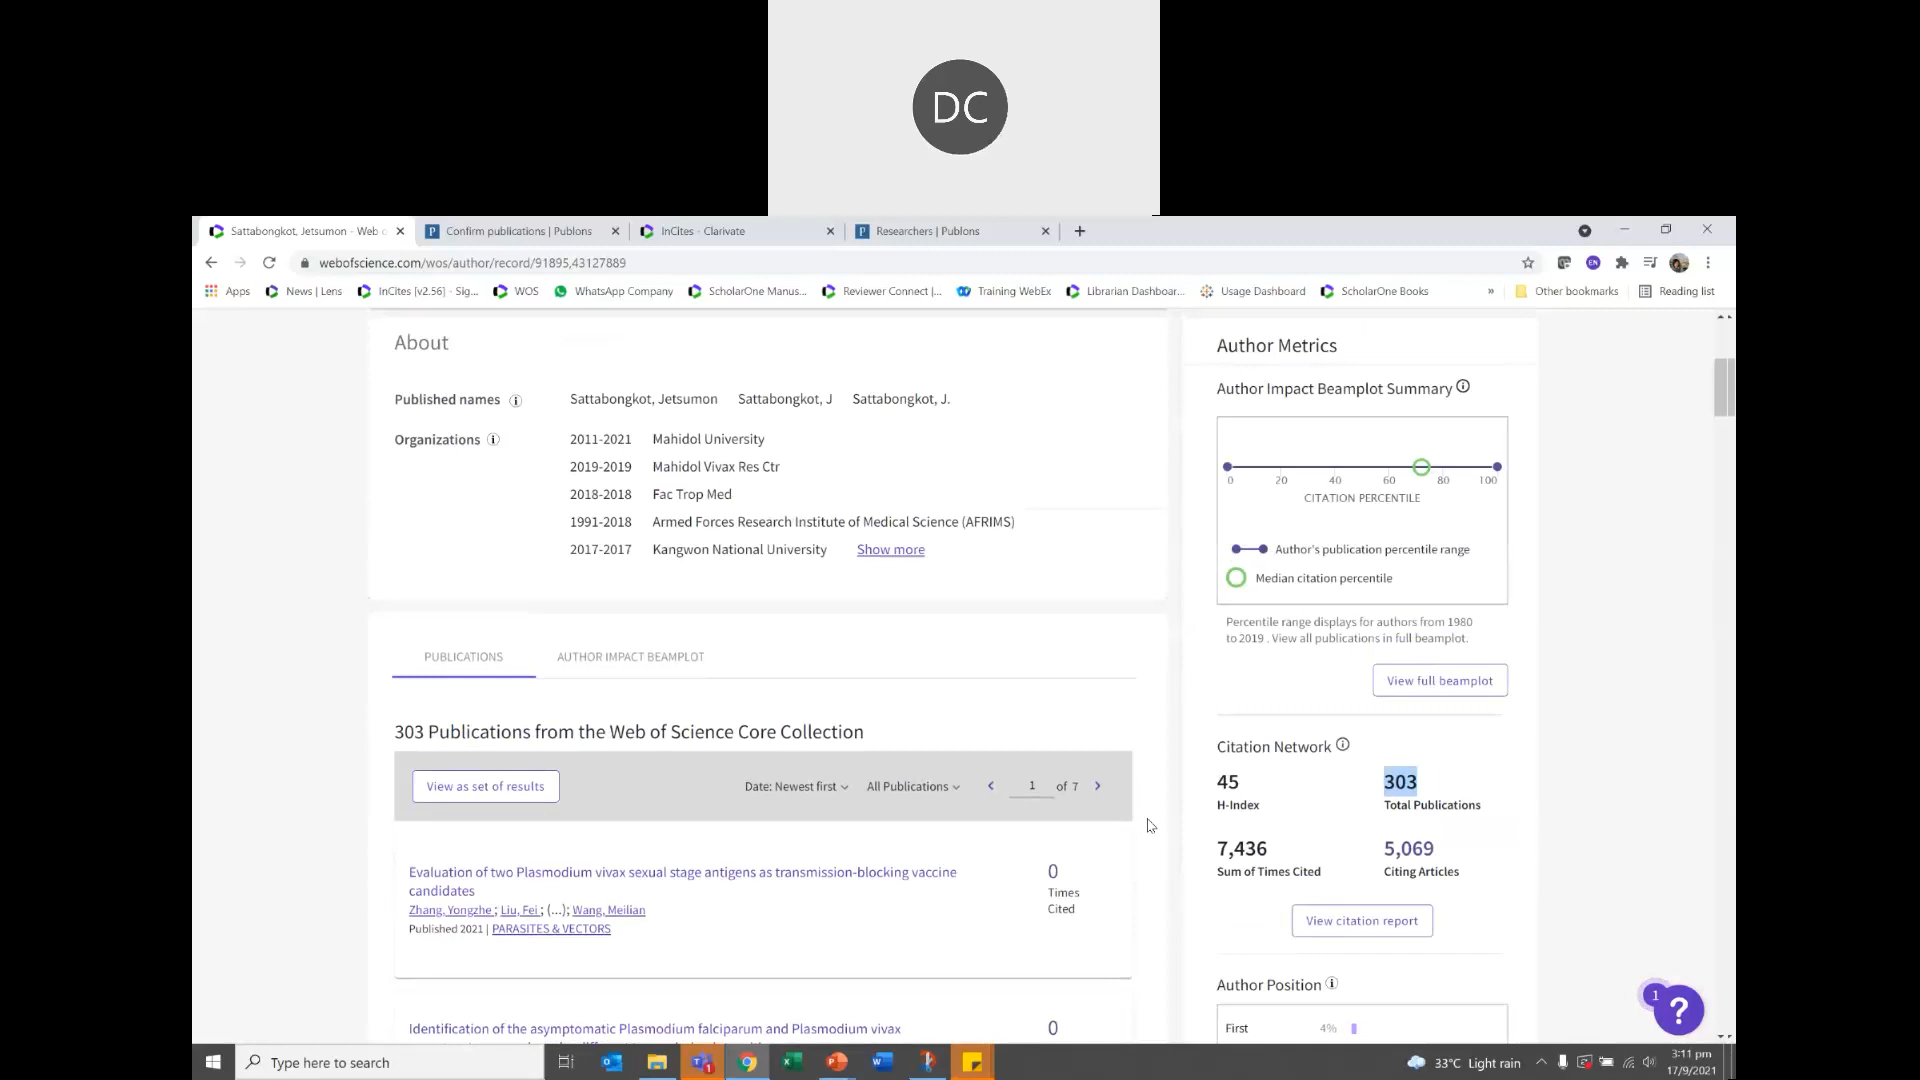 DC
Sattabongkot, Jetsumon - Web o
Confirm publications | Publons
InCites - Clarivate
Researchers | Publons
webofscience.com/wos/author/record/91895,43127889
EN
Apps
News | Lens
InCites [v2.56] - Sig...
WOS
WhatsApp Company
ScholarOne Manus...
Reviewer Connect |...
Training WebEx
Librarian Dashboar...
Usage Dashboard
ScholarOne Books
»
Other bookmarks
Reading list
About
Published names
Sattabongkot, Jetsumon Sattabongkot, J Sattabongkot, J.
Organizations
2011-2021 Mahidol University
2019-2019 Mahidol Vivax Res Ctr
2018-2018 Fac Trop Med
1991-2018 Armed Forces Research Institute of Medical Science (AFRIMS)
2017-2017 Kangwon National University Show more
PUBLICATIONS
AUTHOR IMPACT BEAMPLOT
303 Publications from the Web of Science Core Collection
View as set of results
Date: Newest first
All Publications
1 of 7
Evaluation of two Plasmodium vivax sexual stage antigens as transmission-blocking vaccine
candidates
Zhang, Yongzhe ; Liu, Fei ; (...); Wang, Meilian
Published 2021 | PARASITES & VECTORS
0
Times
Cited
Identification of the asymptomatic Plasmodium falciparum and Plasmodium vivax
0
Author Metrics
Author Impact Beamplot Summary
0 20 40 60 80 100
CITATION PERCENTILE
Author's publication percentile range
Median citation percentile
Percentile range displays for authors from 1980
to 2019 . View all publications in full beamplot.
View full beamplot
Citation Network
45
H-Index
303
Total Publications
7,436
Sum of Times Cited
5,069
Citing Articles
View citation report
Author Position
First 4%
1
?
Type here to search
1
33°C Light rain
3:11 pm
17/9/2021